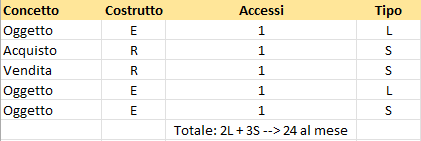 Concetto Costrutto Accessi Tipo
Oggetto E 1 L
Acquisto R 1 S
Vendita R 1 S
Oggetto E 1 L
Oggetto E 1 S
Totale: 2L + 3S --> 24 al mese